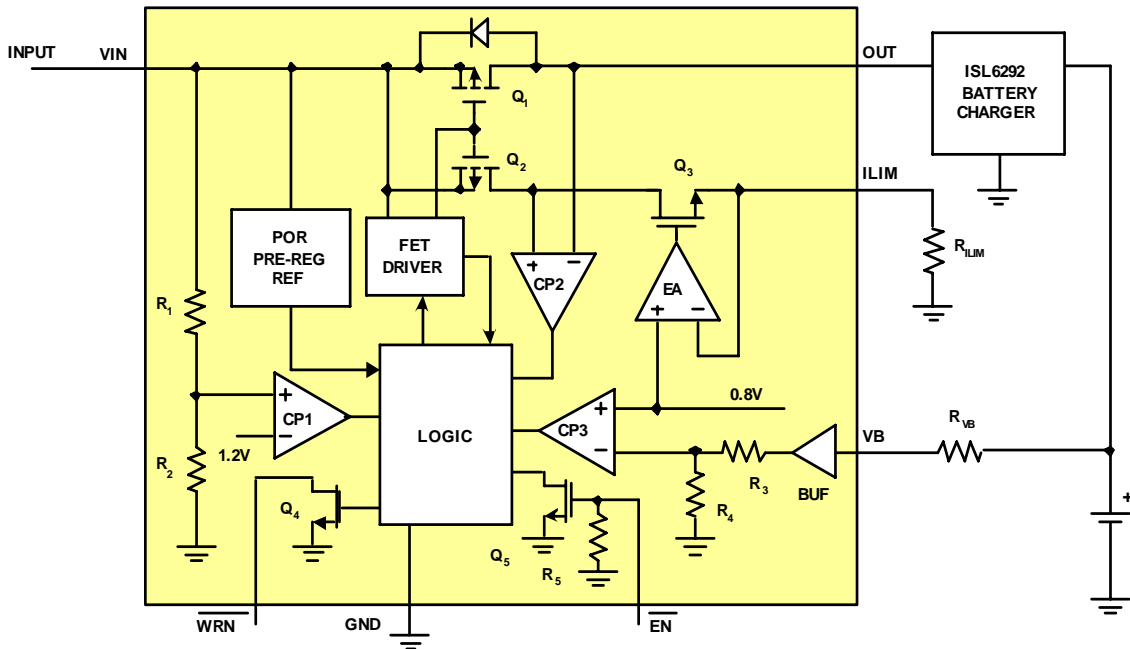 INPUT
VIN
OUT
ISL6292
BATTERY
CHARGER
Q1
Q2
Q3
ILIM
RILIM
POR
PRE-REG
REF
FET
DRIVER
+
−
CP2
EA
+
−
R1
+
CP1
−
1.2V
LOGIC
+
CP3
−
0.8V
VB
RVB
R2
R3
BUF
R4
+
Q4
Q5
R5
WRN
GND
EN